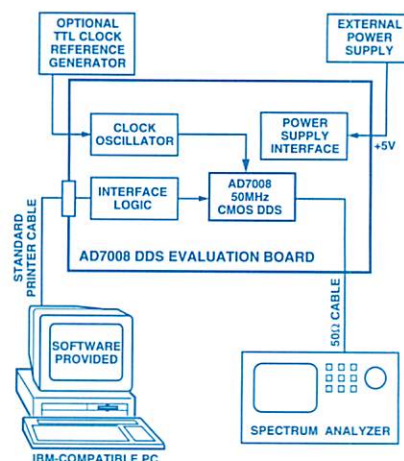 OPTIONAL
TTL CLOCK
REFERENCE
GENERATOR
EXTERNAL
POWER
SUPPLY
CLOCK
OSCILLATOR
POWER
SUPPLY
INTERFACE
+5V
INTERFACE
LOGIC
AD7008
50MHz
CMOS DDS
AD7008 DDS EVALUATION BOARD
STANDARD
PRINTER CABLE
50Ω CABLE
SOFTWARE
PROVIDED
SPECTRUM ANALYZER
IBM-COMPATIBLE PC